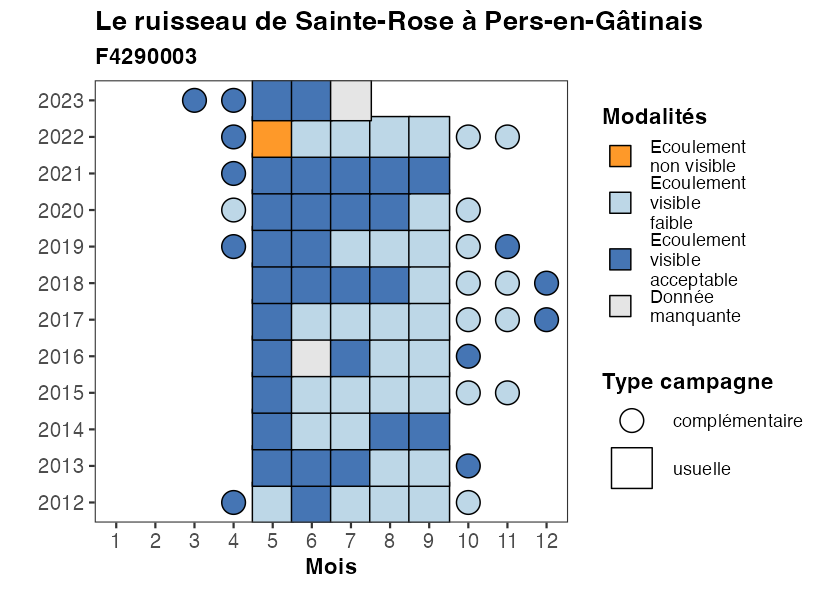 Le ruisseau de Sainte-Rose à Pers-en-Gâtinais
F4290003
2023
2022
2021
2020
2019
2018
2017
2016
2015
2014
2013
2012
1 2 3 4 5 6 7 8 9 10 11 12
Mois
Modalités
Ecoulement
non visible
Ecoulement
visible
faible
Ecoulement
visible
acceptable
Donnée
manquante
Type campagne
complémentaire
usuelle